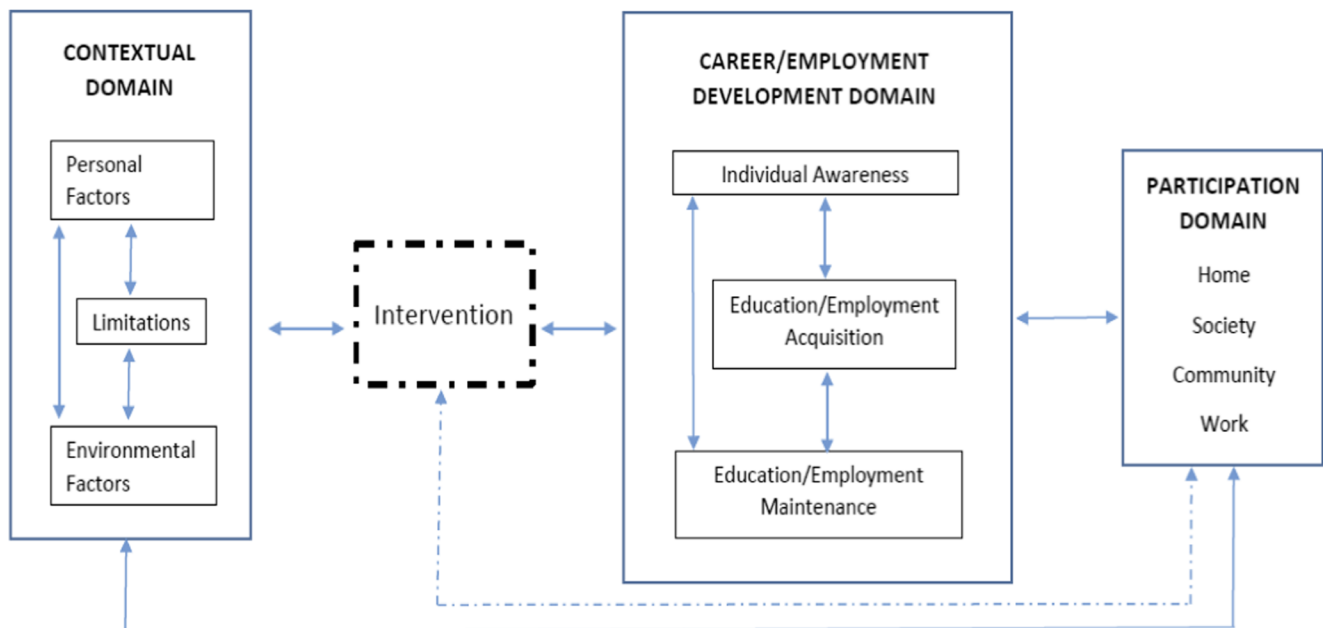 CONTEXTUAL
DOMAIN
Personal
Factors
Limitations
Environmental
Factors
Intervention
CAREER/EMPLOYMENT
DEVELOPMENT DOMAIN
Individual Awareness
Education/Employment
Acquisition
Education/Employment
Maintenance
PARTICIPATION
DOMAIN
Home
Society
Community
Work